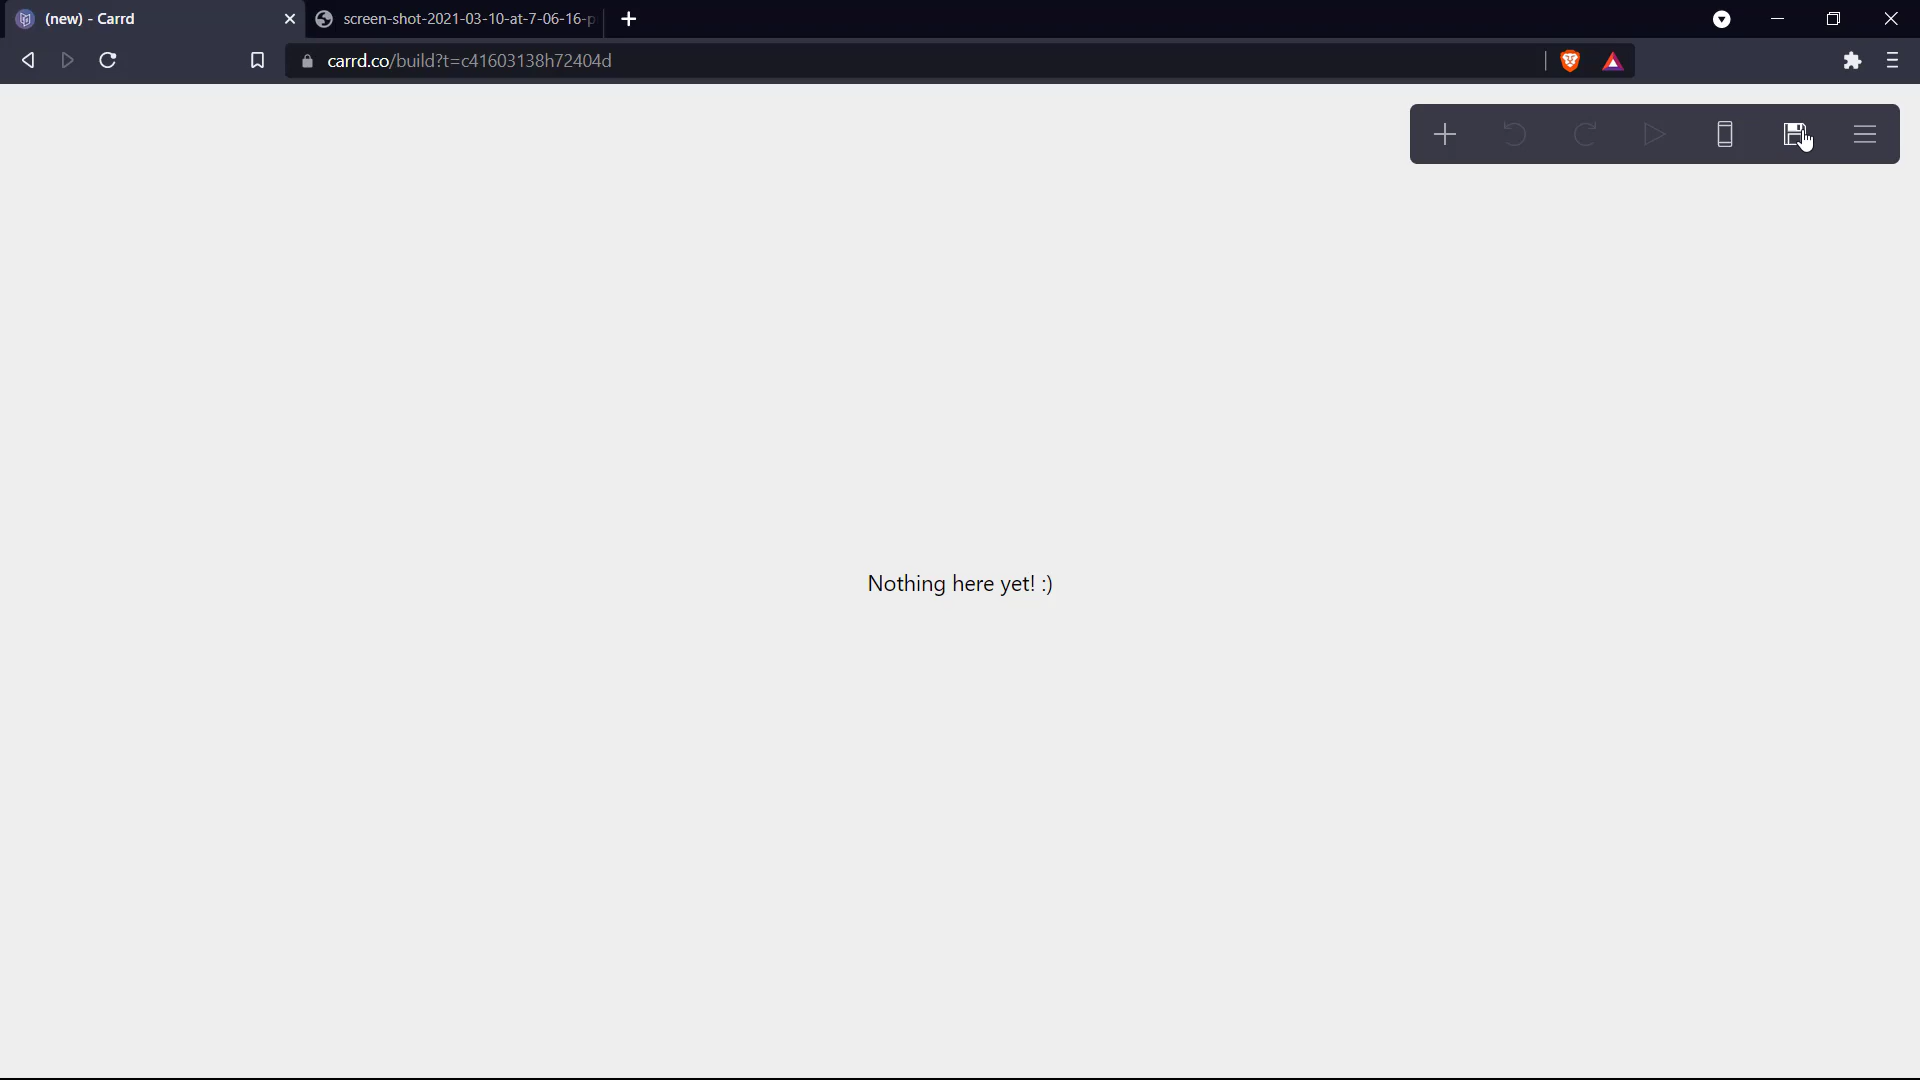 (new) - Carrd
screen-shot-2021-03-10-at-7-06-16-p
carrd.co/build?t=c41603138h72404d
Nothing here yet! :)